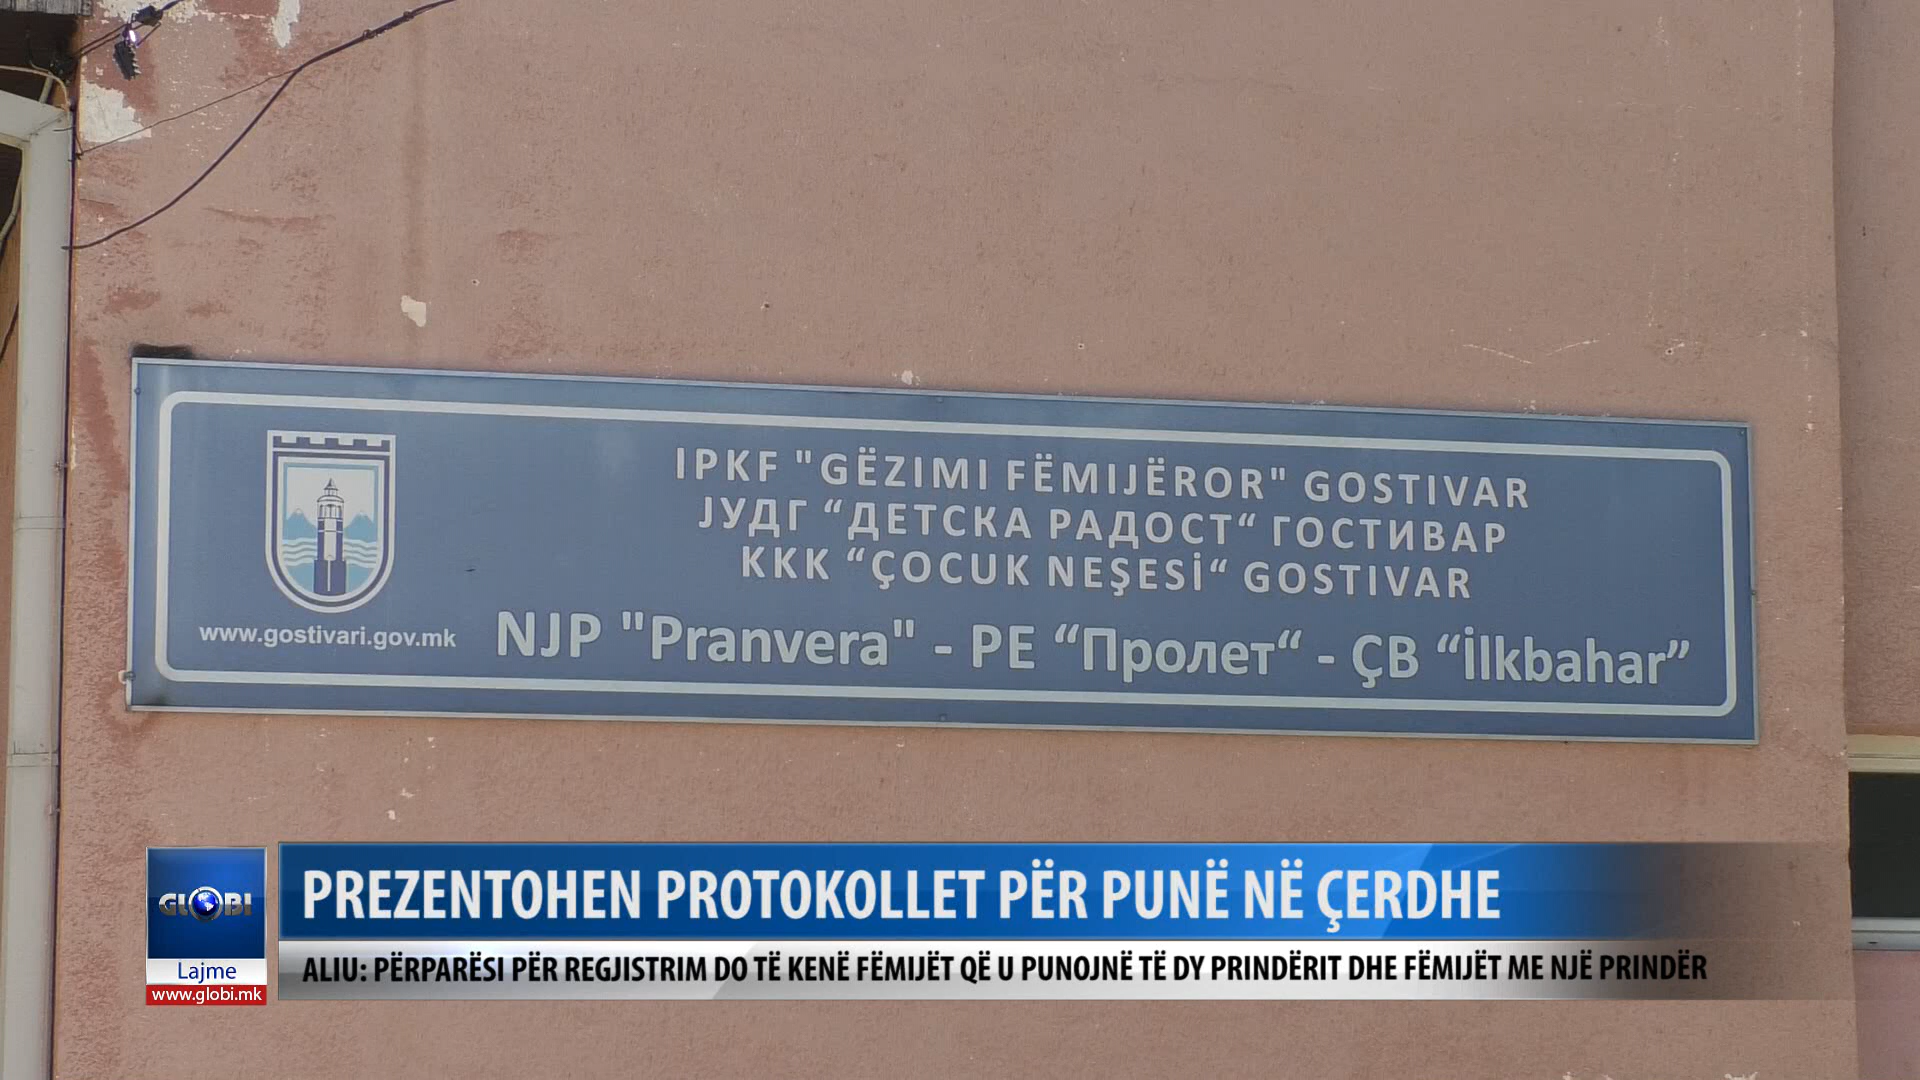 IPKF "GËZIMI FËMIJËROR" GOSTIVAR
ЈУДГ “ДЕТСКА РАДОСТ“ ГОСТИВАР
KKK “ÇOCUK NEŞESİ“ GOSTIVAR
www.gostivari.gov.mk
NJP "Pranvera" - РЕ “Пролет“ - ÇB “İlkbahar”
GLOBI
Lajme
www.globi.mk
PREZENTOHEN PROTOKOLLET PËR PUNË NË ÇERDHE
ALIU: PËRPARËSI PËR REGJISTRIM DO TË KENË FËMIJËT QË U PUNOJNË TË DY PRINDËRIT DHE FËMIJËT ME NJË PRINDËR